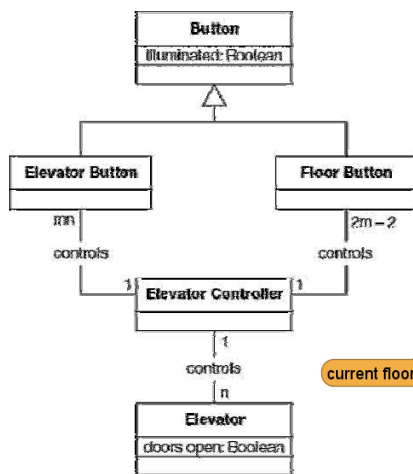 Button
illuminated: Boolean
Elevator Button
Floor Button
mn
2m – 2
controls
controls
1
Elevator Controller
1
1
controls
current floor
n
Elevator
doors open: Boolean